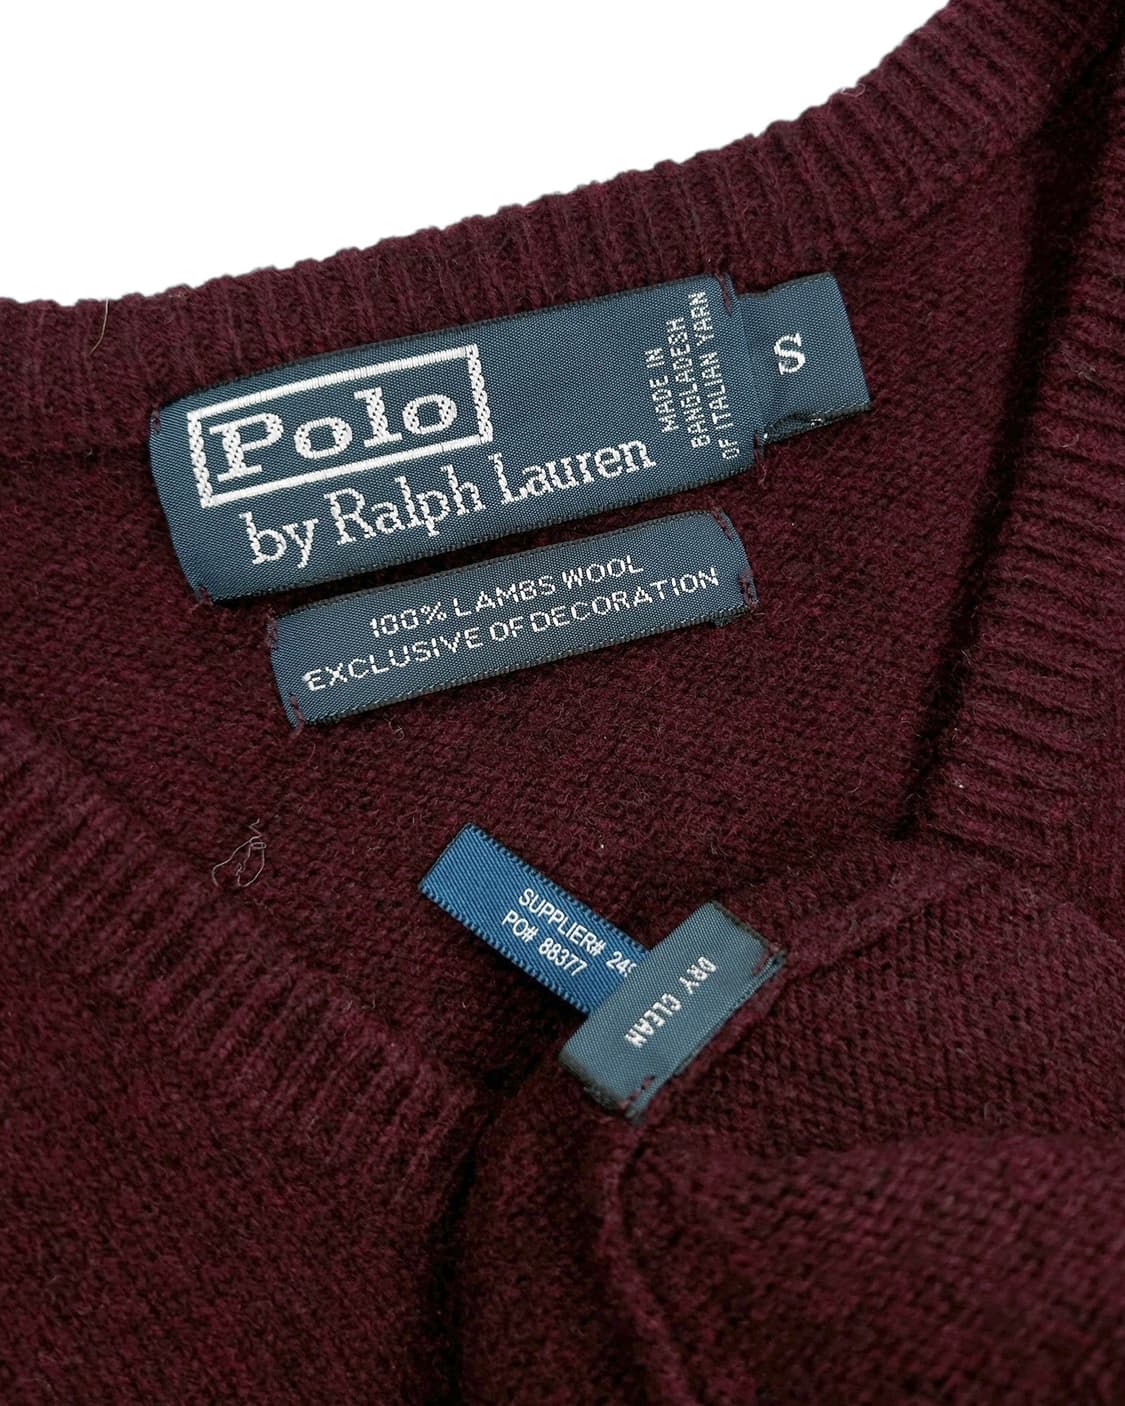 Polo
by Ralph Lauren
MADE IN
BANGLADESH
OF ITALIAN YARN
S
100% LAMBS WOOL
EXCLUSIVE OF DECORATION
SUPPLIER#
PO# 88377
DRY CLEAN